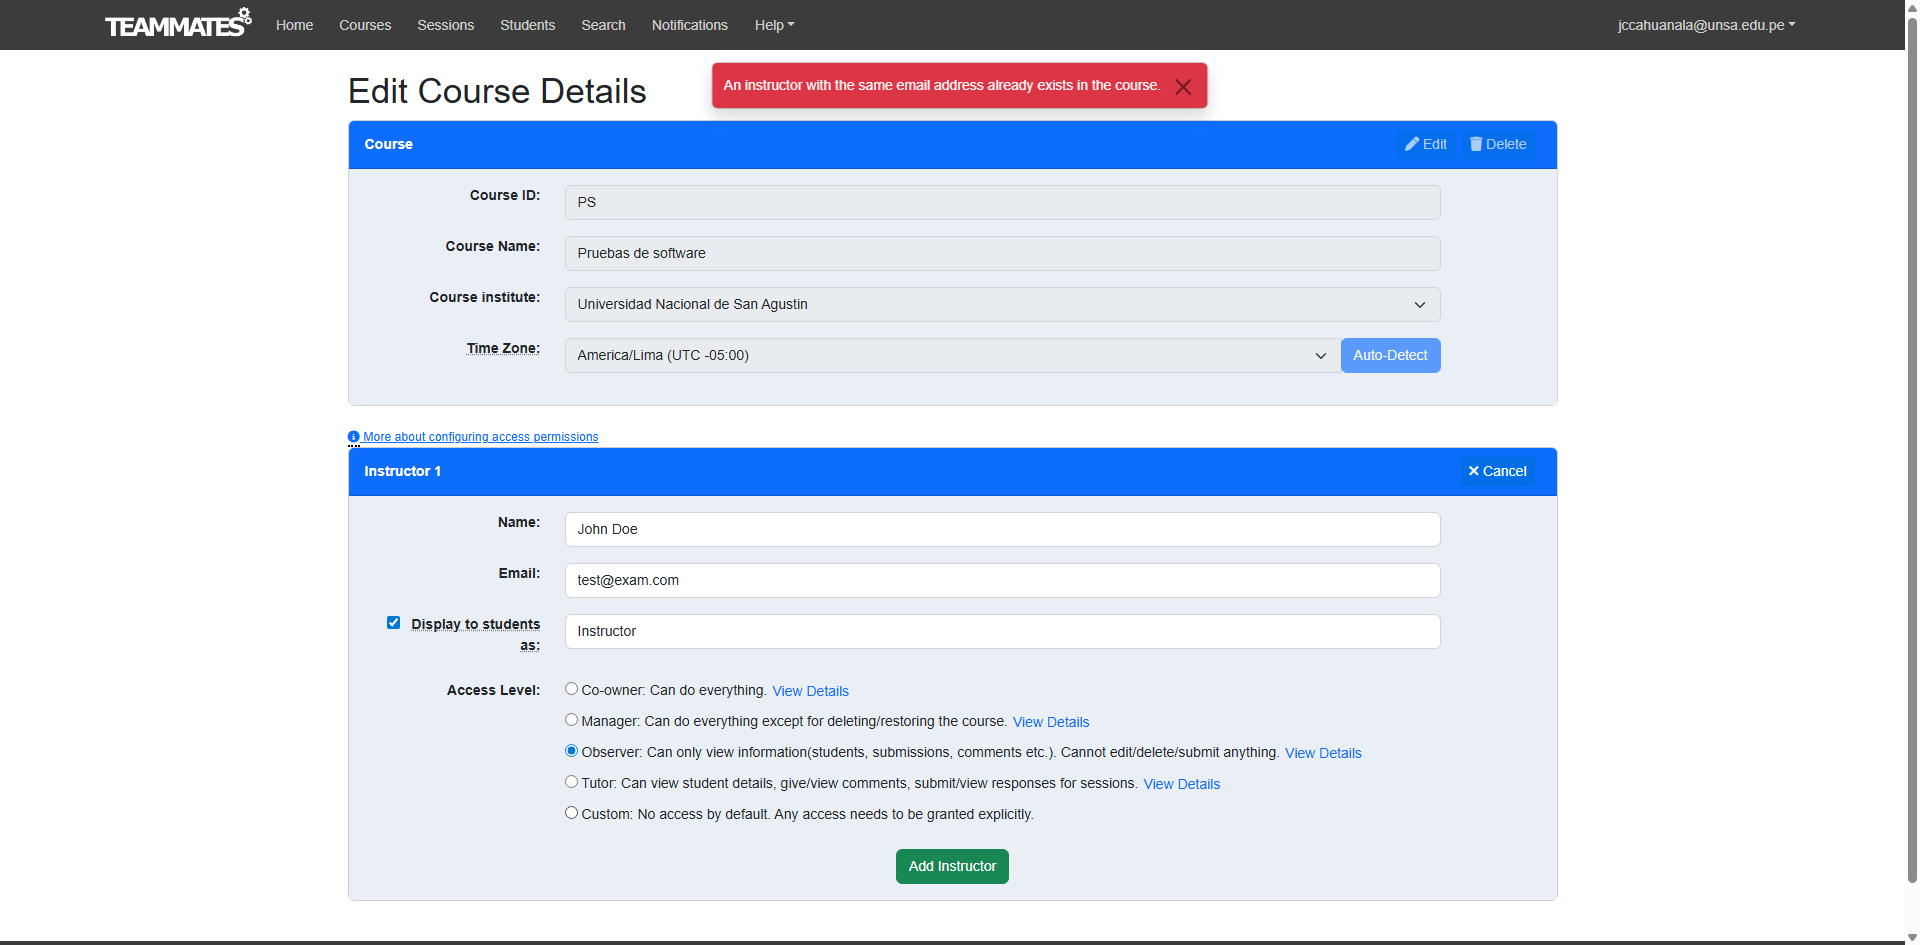 TEAMMATES Home Courses Sessions Students Search Notifications Help jccahuanala@unsa.edu.pe
Edit Course Details
An instructor with the same email address already exists in the course.
Course Edit Delete
Course ID: PS
Course Name: Pruebas de software
Course institute: Universidad Nacional de San Agustin
Time Zone: America/Lima (UTC -05:00) Auto-Detect
More about configuring access permissions
Instructor 1 Cancel
Name: John Doe
Email: test@exam.com
Display to students as: Instructor
Access Level: Co-owner: Can do everything. View Details
Manager: Can do everything except for deleting/restoring the course. View Details
Observer: Can only view information(students, submissions, comments etc.). Cannot edit/delete/submit anything. View Details
Tutor: Can view student details, give/view comments, submit/view responses for sessions. View Details
Custom: No access by default. Any access needs to be granted explicitly.
Add Instructor